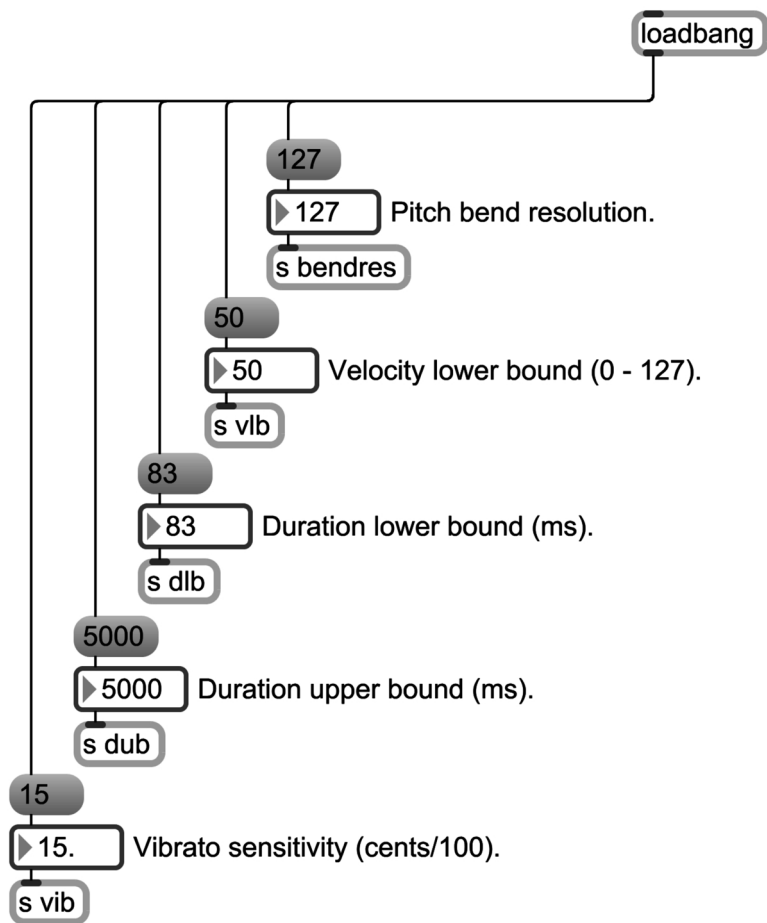 loadbang
127
127 Pitch bend resolution.
s bendres
50
50 Velocity lower bound (0 - 127).
s vlb
83
83 Duration lower bound (ms).
s dlb
5000
5000 Duration upper bound (ms).
s dub
15
15. Vibrato sensitivity (cents/100).
s vib